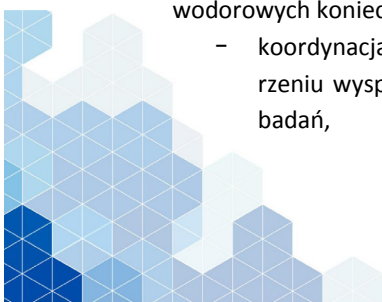 wodorowych koniec
- koordynacja
rzeniu wysp
badań,